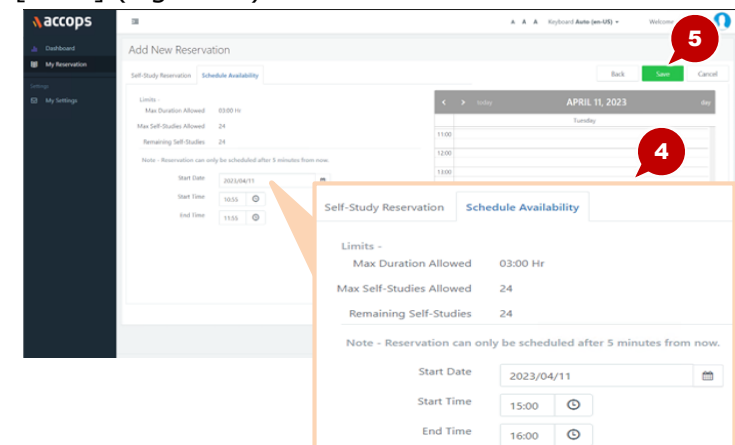 accops
A A A Keyboard Auto (en-US)
Welcome
Dashboard
My Reservation
Settings
My Settings
Add New Reservation
5
Self-Study Reservation Schedule Availability
Back Save Cancel
Limits -
Max Duration Allowed 03:00 Hr
Max Self-Studies Allowed 24
Remaining Self-Studies 24
Note - Reservation can only be scheduled after 5 minutes from now.
Start Date 2023/04/11
Start Time 10:55
End Time 11:55
today APRIL 11, 2023 day
Tuesday
11:00
12:00
13:00
4
Self-Study Reservation Schedule Availability
Limits -
Max Duration Allowed 03:00 Hr
Max Self-Studies Allowed 24
Remaining Self-Studies 24
Note - Reservation can only be scheduled after 5 minutes from now.
Start Date 2023/04/11
Start Time 15:00
End Time 16:00